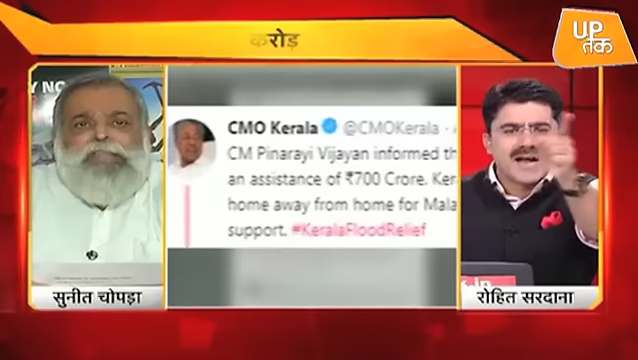 UP
तक
करोड़
Y NO
CMO Kerala @CMOKerala
CM Pinarayi Vijayan informed th
an assistance of ₹700 Crore. Ker
home away from home for Mala
support. #KeralaFloodRelief
सुनीत चोपड़ा
रोहित सरदाना